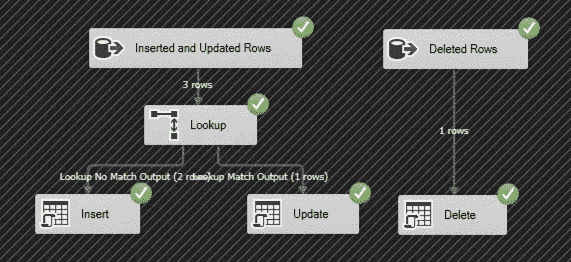 Inserted and Updated Rows
Deleted Rows
3 rows
Lookup
1 rows
Lookup No Match Output (2 rows)
Lookup Match Output (1 rows)
Insert
Update
Delete